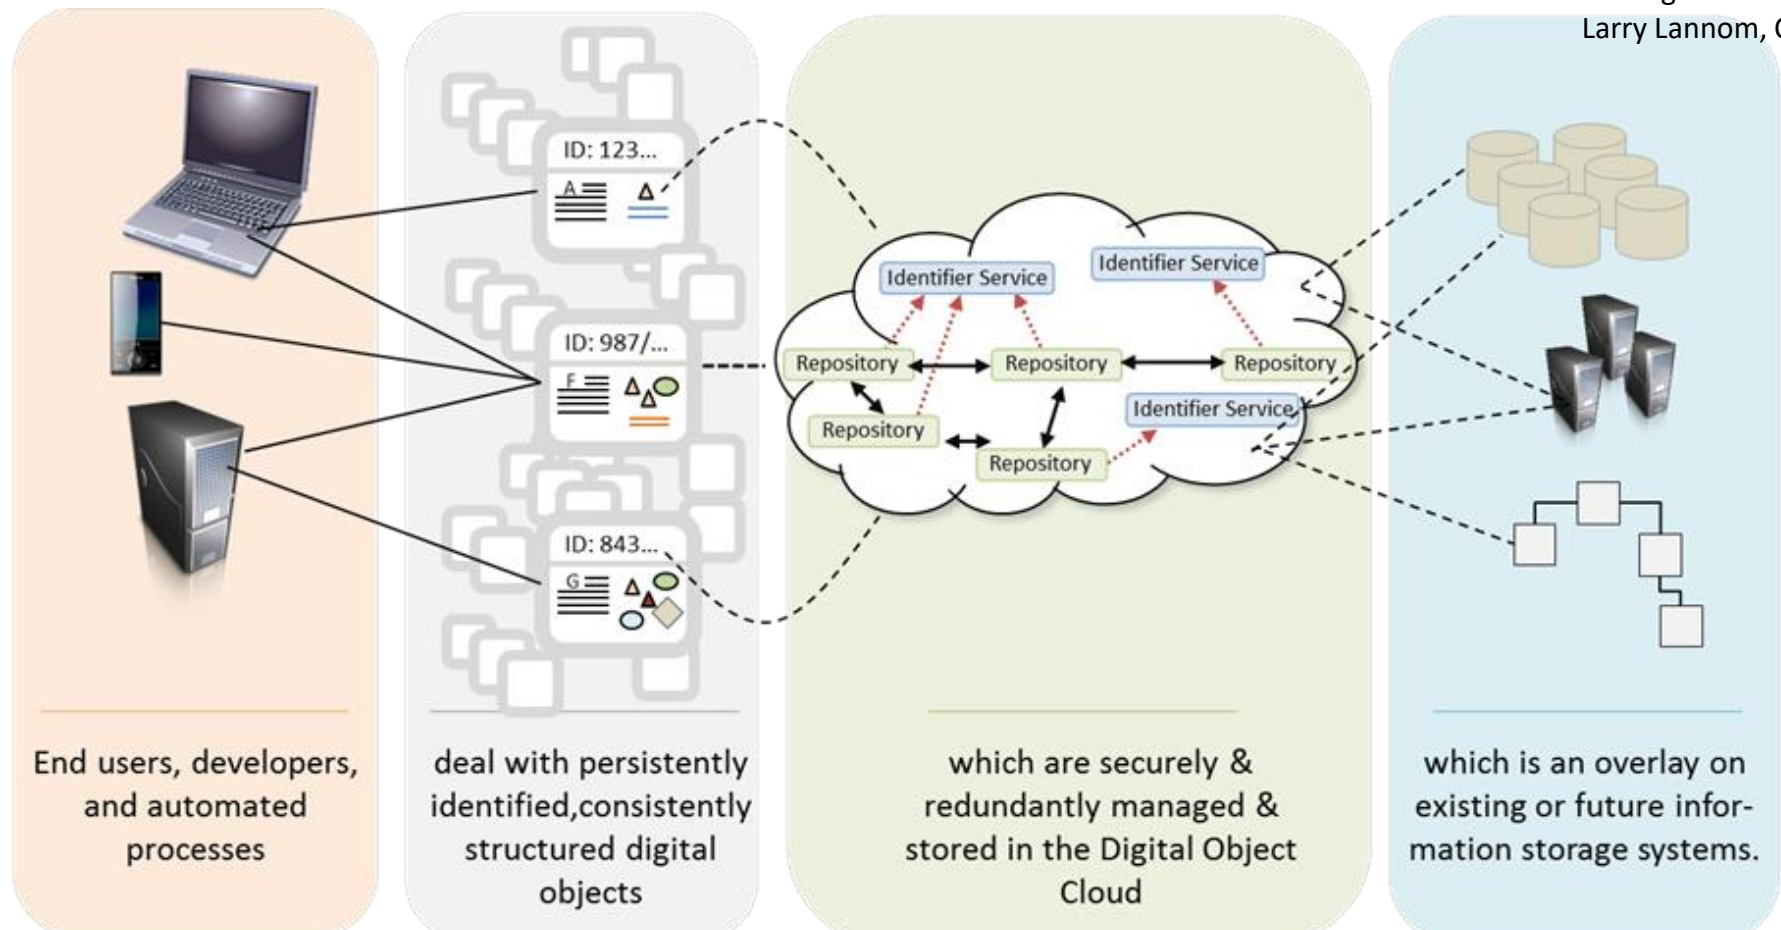 Larry Lannom,
ID: 123...
A
ID: 987/...
F
ID: 843...
G
Identifier Service
Identifier Service
Repository
Repository
Repository
Identifier Service
Repository
Repository
End users, developers,
and automated
processes
deal with persistently
identified,consistently
structured digital
objects
which are securely &
redundantly managed &
stored in the Digital Object
Cloud
which is an overlay on
existing or future infor-
mation storage systems.